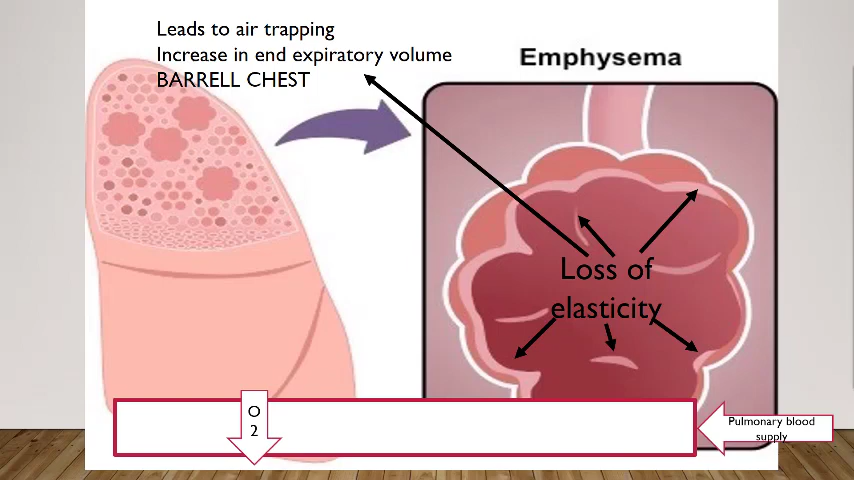 Leads to air trapping
Increase in end expiratory volume
BARRELL CHEST
Emphysema
Loss of
elasticity
O
2
Pulmonary blood
supply